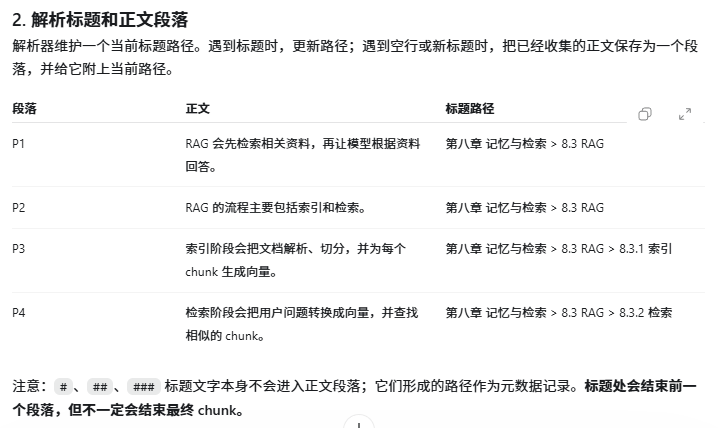 2. 解析标题和正文段落
解析器维护一个当前标题路径。遇到标题时，更新路径；遇到空行或新标题时，把已经收集的正文保存为一个段
落，并给它附上当前路径。
段落 正文 标题路径
P1 RAG 会先检索相关资料，再让模型根据资料 第八章 记忆与检索 > 8.3 RAG
回答。
P2 RAG 的流程主要包括索引和检索。 第八章 记忆与检索 > 8.3 RAG
P3 索引阶段会把文档解析、切分，并为每个 第八章 记忆与检索 > 8.3 RAG > 8.3.1 索引
chunk 生成向量。
P4 检索阶段会把用户问题转换成向量，并查找 第八章 记忆与检索 > 8.3 RAG > 8.3.2 检索
相似的 chunk。
注意：#、##、### 标题文字本身不会进入正文段落；它们形成的路径作为元数据记录。标题处会结束前一
个段落，但不一定会结束最终 chunk。